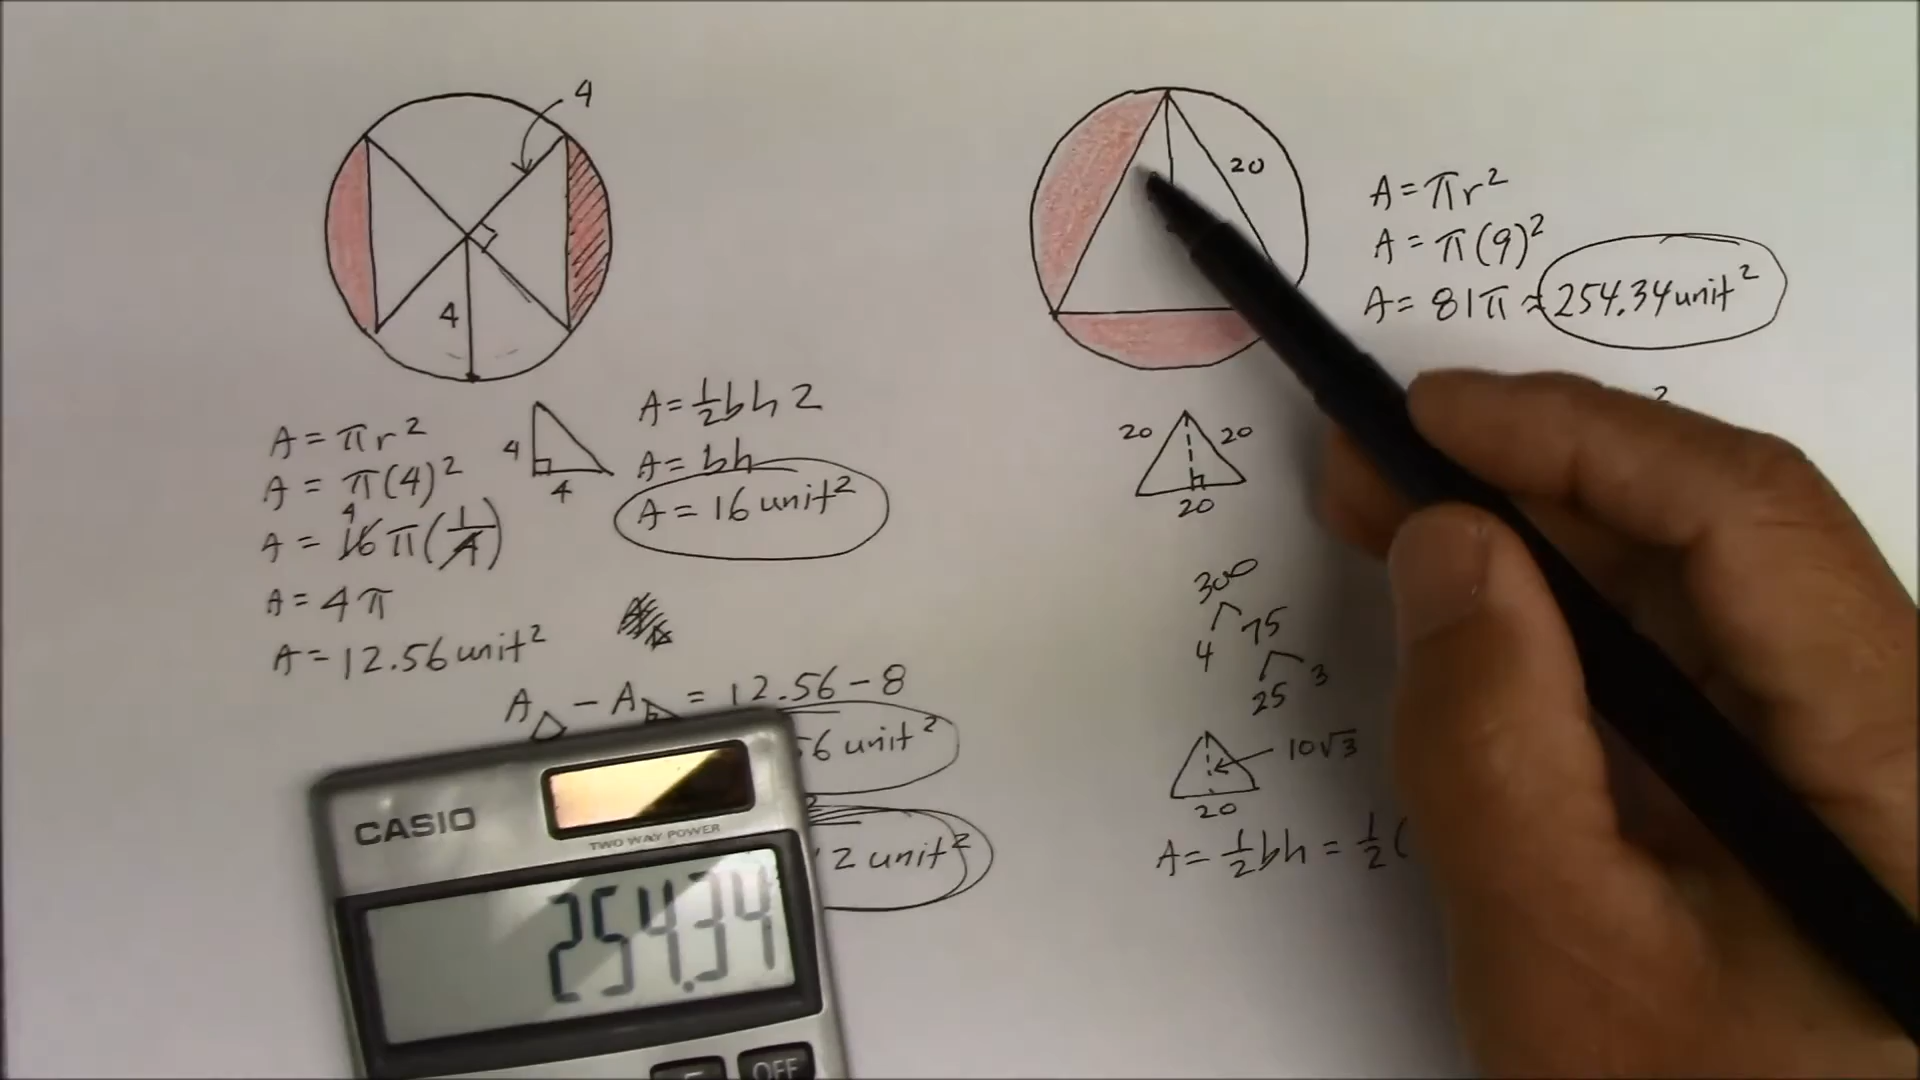 4
4
A = πr²
A = π(4)²
A = 16π(1/4)
4
A = 4π
A = 12.56 unit²
4
4
A = ½bh 2
A = bh
A = 16 unit²
A - A = 12.56 - 8
56 unit²
2 unit²
20
A = πr²
A = π(9)²
A = 81π ≈ 254.34 unit²
2
20 20
20
300
4 75
25 3
10√3
20
A = ½bh = ½(
CASIO
TWO WAY POWER
254.34
OFF